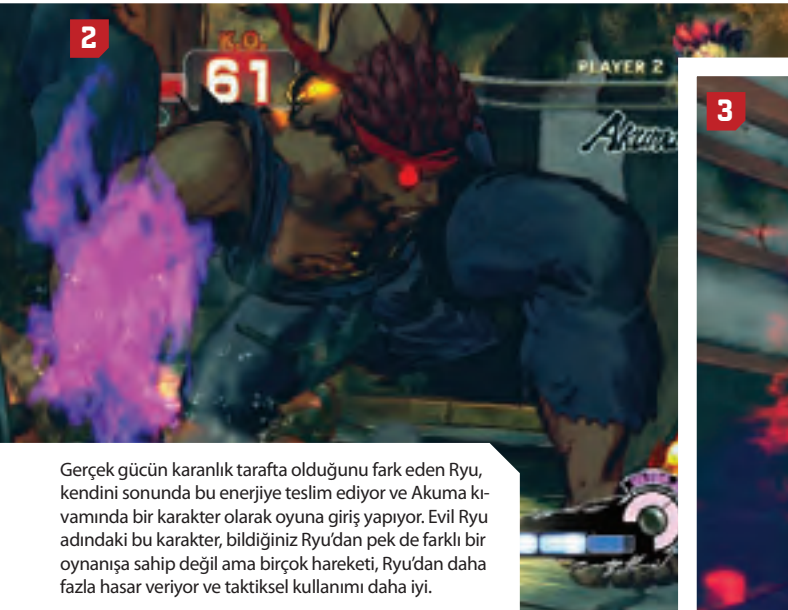 2
K.O.
61
PLAYER 2
Akuma
3
Gerçek gücün karanlık tarafta olduğunu fark eden Ryu,
kendini sonunda bu enerjiye teslim ediyor ve Akuma kı-
vamında bir karakter olarak oyuna giriş yapıyor. Evil Ryu
adındaki bu karakter, bildiğiniz Ryu’dan pek de farklı bir
oynanışa sahip değil ama birçok hareketi, Ryu’dan daha
fazla hasar veriyor ve taktiksel kullanımı daha iyi.